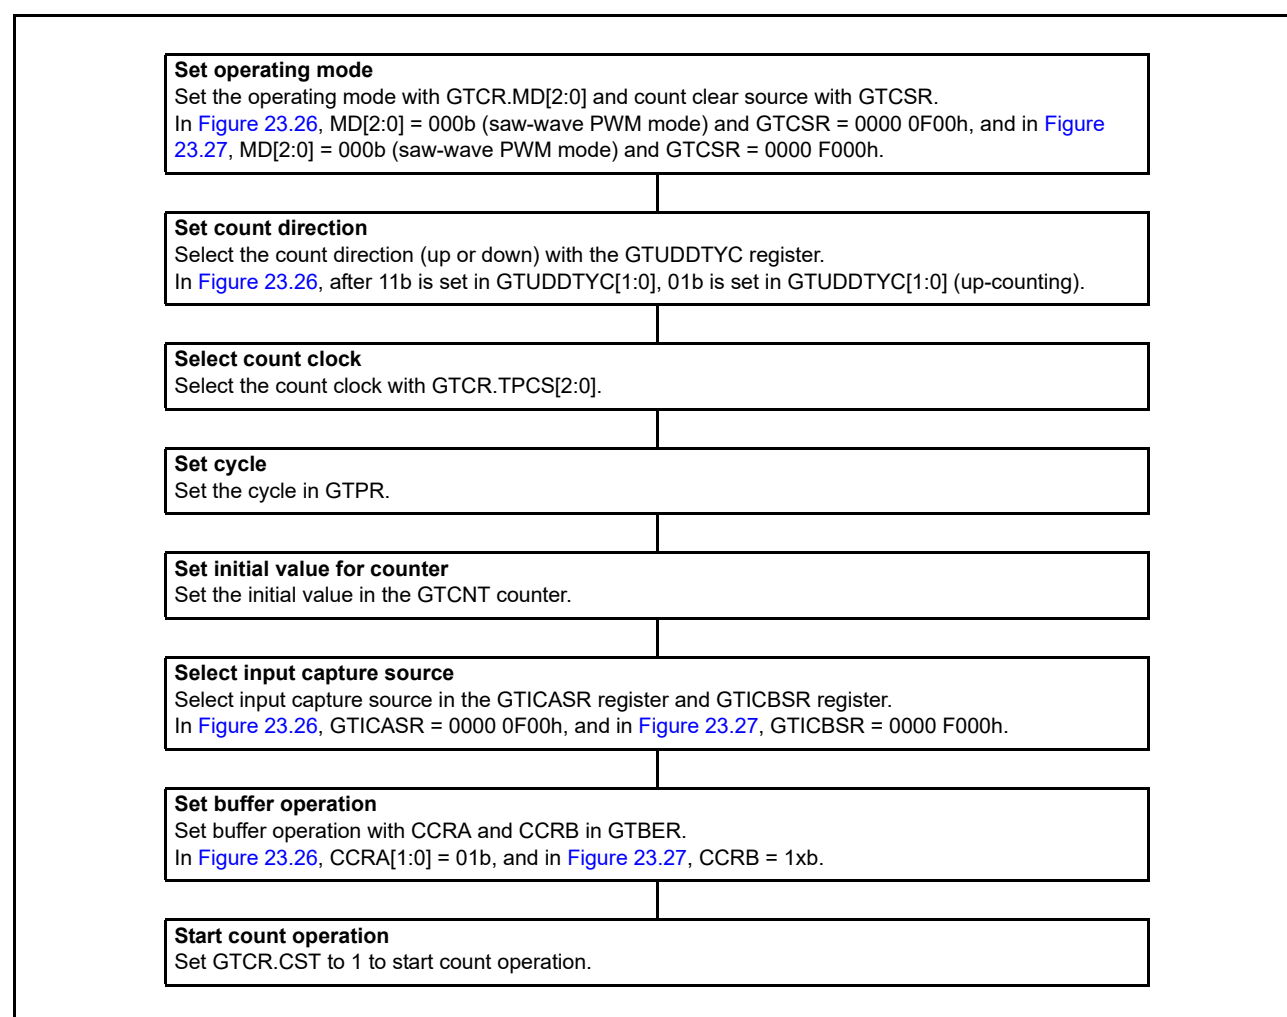 Set operating mode
Set the operating mode with GTCR.MD[2:0] and count clear source with GTCSR.
In Figure 23.26, MD[2:0] = 000b (saw-wave PWM mode) and GTCSR = 0000 0F00h, and in Figure
23.27, MD[2:0] = 000b (saw-wave PWM mode) and GTCSR = 0000 F000h.
Set count direction
Select the count direction (up or down) with the GTUDDTYC register.
In Figure 23.26, after 11b is set in GTUDDTYC[1:0], 01b is set in GTUDDTYC[1:0] (up-counting).
Select count clock
Select the count clock with GTCR.TPCS[2:0].
Set cycle
Set the cycle in GTPR.
Set initial value for counter
Set the initial value in the GTCNT counter.
Select input capture source
Select input capture source in the GTICASR register and GTICBSR register.
In Figure 23.26, GTICASR = 0000 0F00h, and in Figure 23.27, GTICBSR = 0000 F000h.
Set buffer operation
Set buffer operation with CCRA and CCRB in GTBER.
In Figure 23.26, CCRA[1:0] = 01b, and in Figure 23.27, CCRB = 1xb.
Start count operation
Set GTCR.CST to 1 to start count operation.